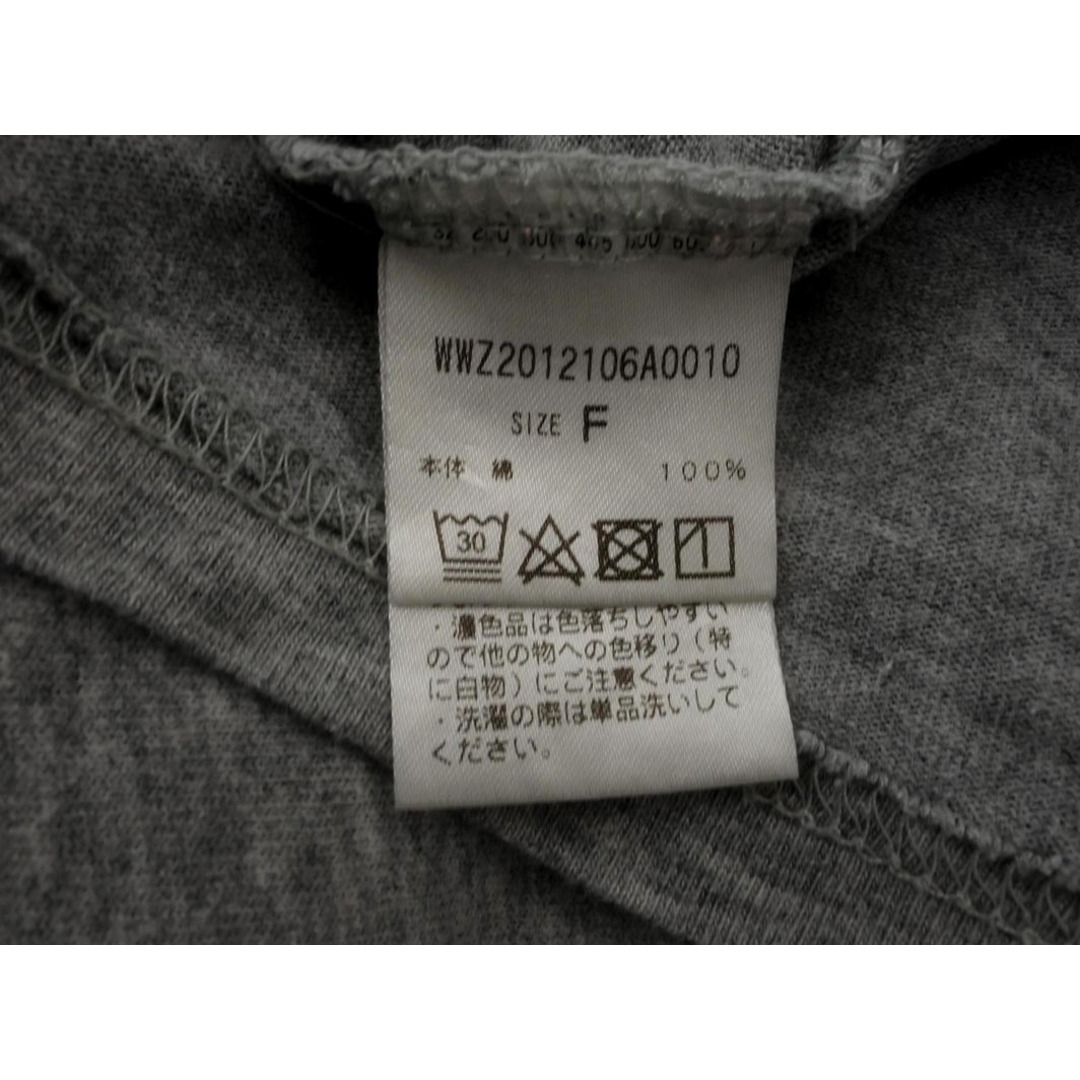 WWZ2012106A0010
SIZE F
本体 綿 100%
30
・濃色品は色落ちしやすい
ので他の物への色移り(特
に白物)にご注意ください。
・洗濯の際は単品洗いして
ください。